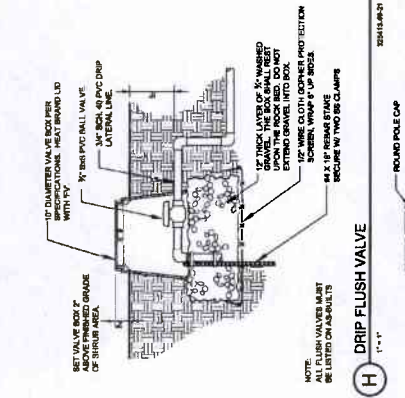 10" DIAMETER VALVE BOX PER
SPECIFICATIONS. HEAT BRAND LID
WITH "FV".
¾" SxS PVC BALL VALVE.
3/4" SCH. 40 PVC DRIP
LATERAL LINE.
SET VALVE BOX 2"
ABOVE FINISHED GRADE
OF SHRUB AREA.
12" THICK LAYER OF ¾" WASHED
GRAVEL. THE BOX SHALL REST
UPON THE ROCK BED. DO NOT
EXTEND GRAVEL INTO BOX.
1/2" WIRE CLOTH GOPHER PROTECTION
SCREEN, WRAP 6" UP SIDES.
#4 X 18" REBAR STAKE
SECURE W/ TWO SS CLAMPS
NOTE:
ALL FLUSH VALVES MUST
BE LISTED ON AS-BUILTS
H DRIP FLUSH VALVE
1" = 1"
ROUND POLE CAP